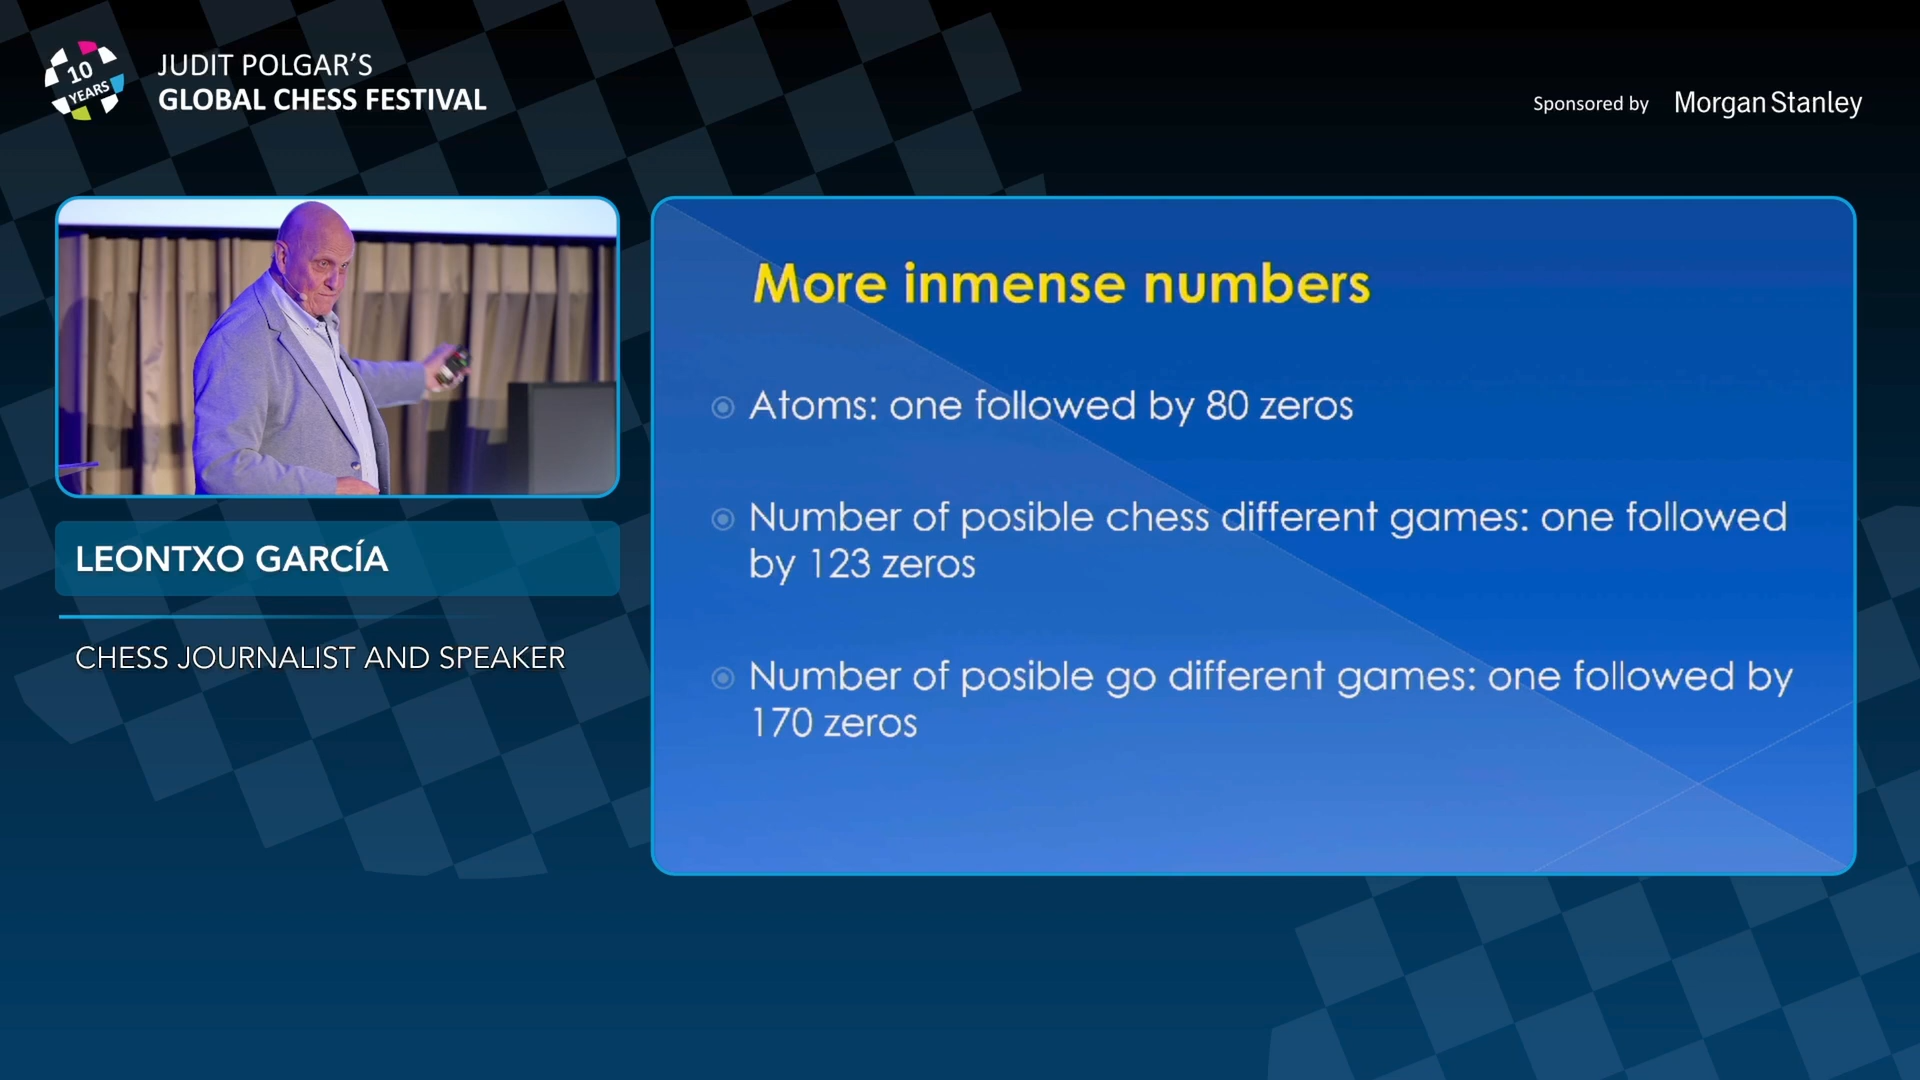 10
YEARS
JUDIT POLGAR'S
GLOBAL CHESS FESTIVAL
Sponsored by Morgan Stanley
LEONTXO GARCÍA
CHESS JOURNALIST AND SPEAKER
More inmense numbers
Atoms: one followed by 80 zeros
Number of posible chess different games: one followed
by 123 zeros
Number of posible go different games: one followed by
170 zeros